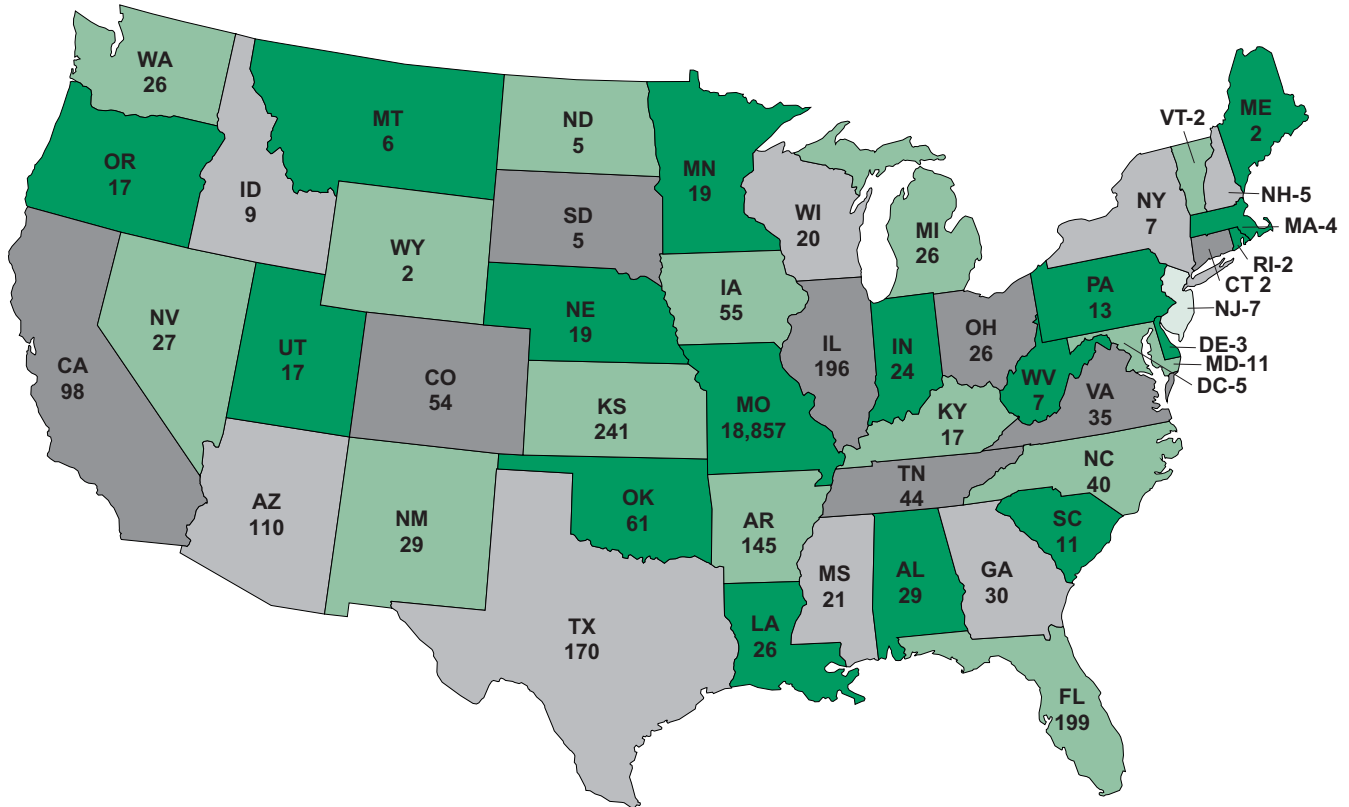 WA
26
OR
17
CA
98
ID
9
NV
27
MT
6
WY
2
UT
17
AZ
110
CO
54
NM
29
ND
5
SD
5
NE
19
KS
241
OK
61
TX
170
MN
19
IA
55
MO
18,857
AR
145
LA
26
WI
20
IL
196
MI
26
IN
24
OH
26
KY
17
TN
44
MS
21
AL
29
GA
30
FL
199
SC
11
NC
40
VA
35
WV
7
PA
13
NY
7
VT-2
ME
2
NH-5
MA-4
RI-2
CT 2
NJ-7
DE-3
MD-11
DC-5